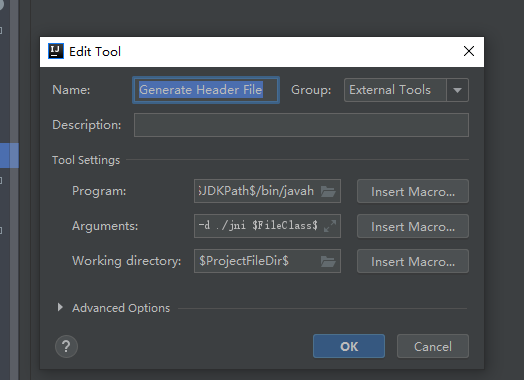 IJ Edit Tool
Name: Generate Header File Group: External Tools
Description:
Tool Settings
Program: $JDKPath$/bin/javah Insert Macro...
Arguments: -d ./jni $FileClass$ Insert Macro...
Working directory: $ProjectFileDir$ Insert Macro...
Advanced Options
? OK Cancel